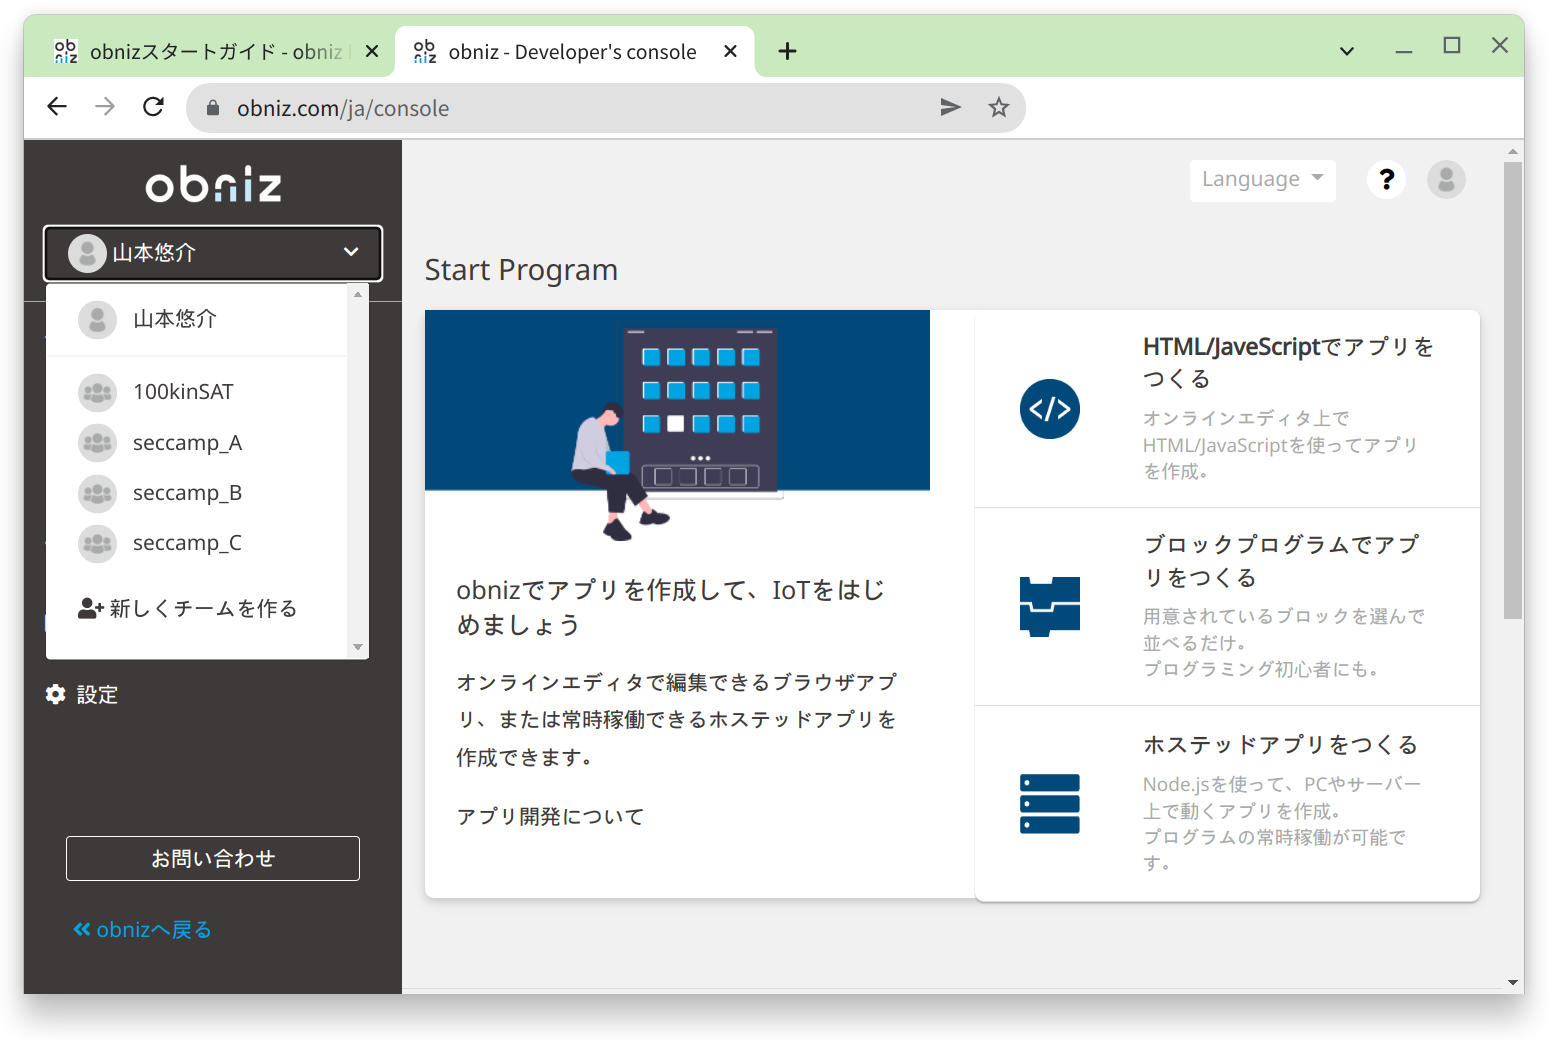 obnizスタートガイド - obniz
obniz - Developer's console
obniz.com/ja/console
obniz
山本悠介
山本悠介
100kinSAT
seccamp_A
seccamp_B
seccamp_C
新しくチームを作る
設定
お問い合わせ
obnizへ戻る
Language
?
Start Program
obnizでアプリを作成して、IoTをはじ
めましょう
オンラインエディタで編集できるブラウザアプ
リ、または常時稼働できるホステッドアプリを
作成できます。
アプリ開発について
HTML/JaveScriptでアプリを
つくる
オンラインエディタ上で
HTML/JavaScriptを使ってアプリ
を作成。
ブロックプログラムでアプ
リをつくる
用意されているブロックを選んで
並べるだけ。
プログラミング初心者にも。
ホステッドアプリをつくる
Node.jsを使って、PCやサーバー
上で動くアプリを作成。
プログラムの常時稼働が可能で
す。